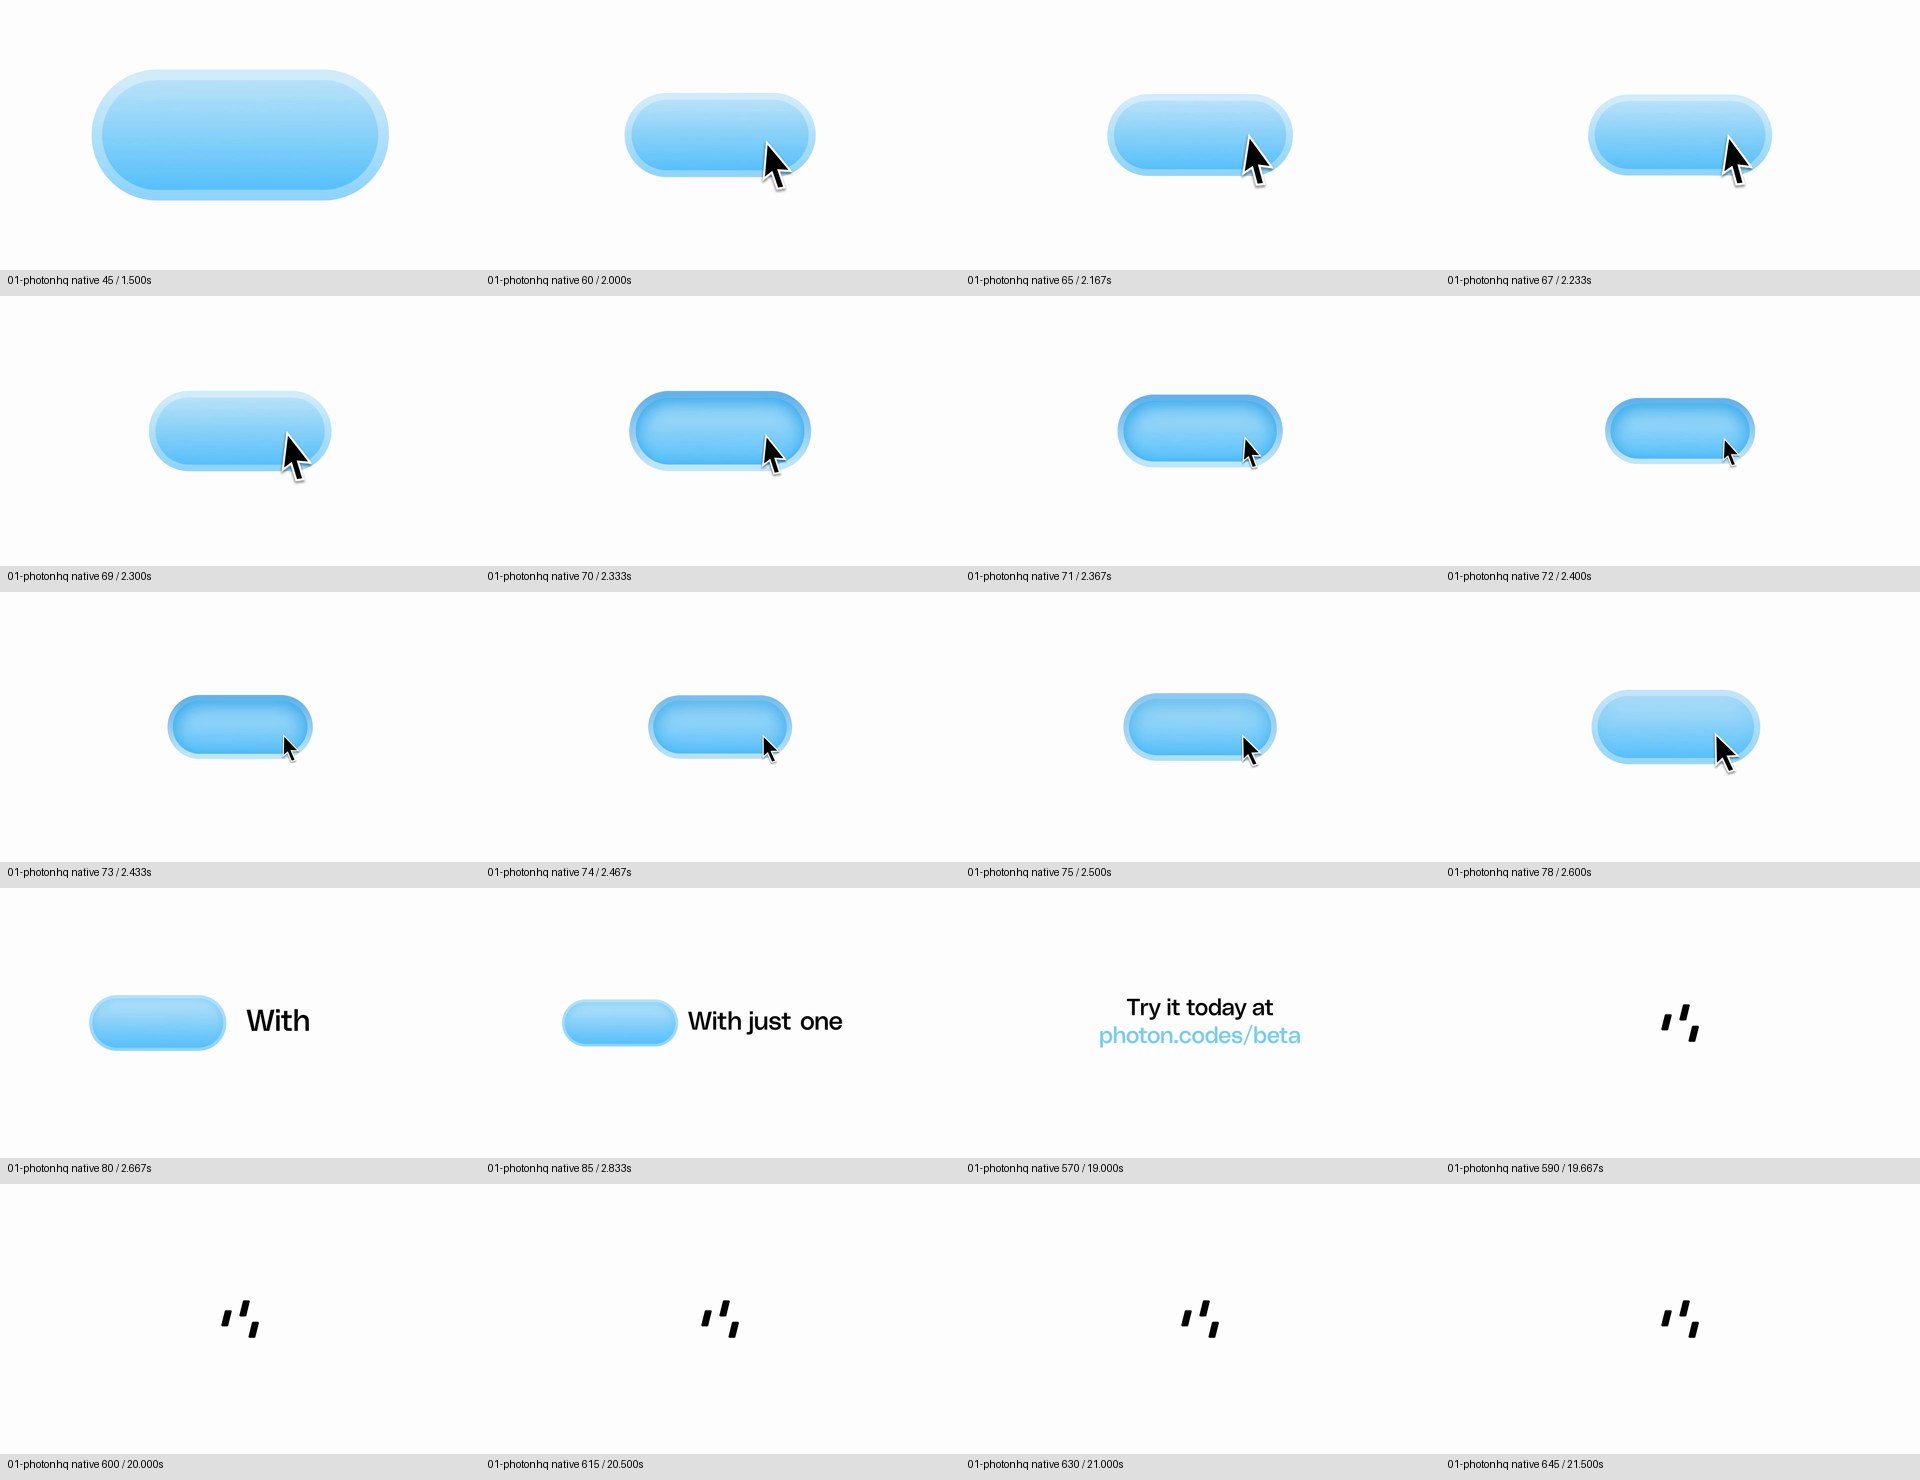 01-photonhq native 45 / 1.500s
01-photonhq native 60 / 2.000s
01-photonhq native 65 / 2.167s
01-photonhq native 67 / 2.233s
01-photonhq native 69 / 2.300s
01-photonhq native 70 / 2.333s
01-photonhq native 71 / 2.367s
01-photonhq native 72 / 2.400s
01-photonhq native 73 / 2.433s
01-photonhq native 74 / 2.467s
01-photonhq native 75 / 2.500s
01-photonhq native 78 / 2.600s
With
With just one
Try it today at
photon.codes/beta
01-photonhq native 80 / 2.667s
01-photonhq native 85 / 2.833s
01-photonhq native 570 / 19.000s
01-photonhq native 590 / 19.667s
01-photonhq native 600 / 20.000s
01-photonhq native 615 / 20.500s
01-photonhq native 630 / 21.000s
01-photonhq native 645 / 21.500s